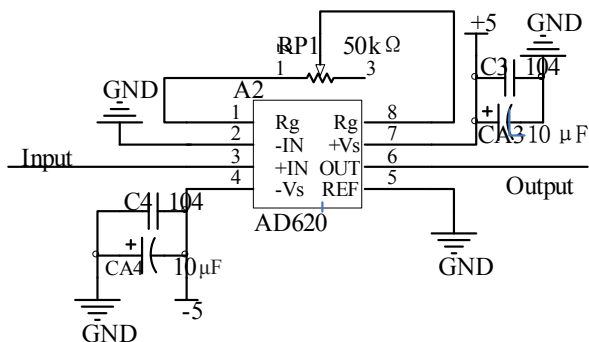 +5
GND
RP1 50k Ω
2
1 3
C3 104
CA3 + 10 μF
GND
A2
1 Rg Rg 8
2 -IN +Vs 7
3 +IN OUT 6
4 -Vs REF 5
Input
Output
AD620
C4 104
+
CA4 10μF
GND
-5
GND